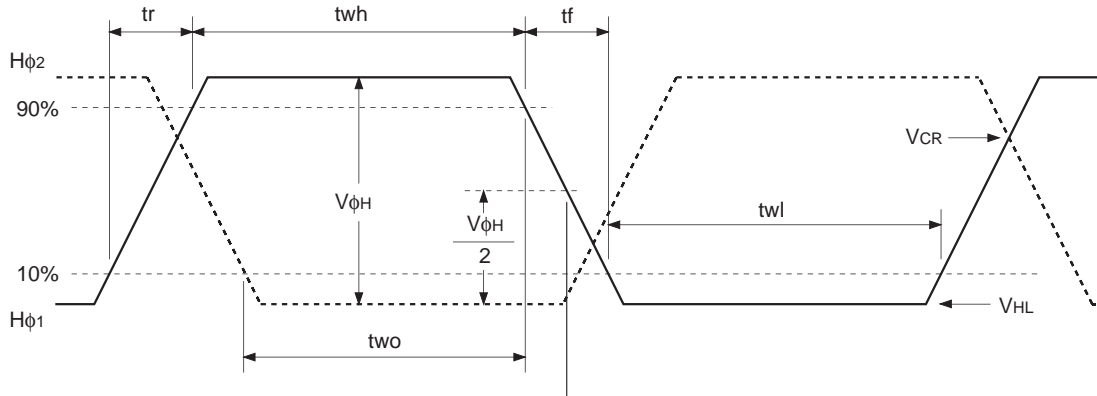 tr
twh
tf
Hϕ2
90%
VCR
VϕH
VϕH
2
twl
10%
Hϕ1
VHL
two